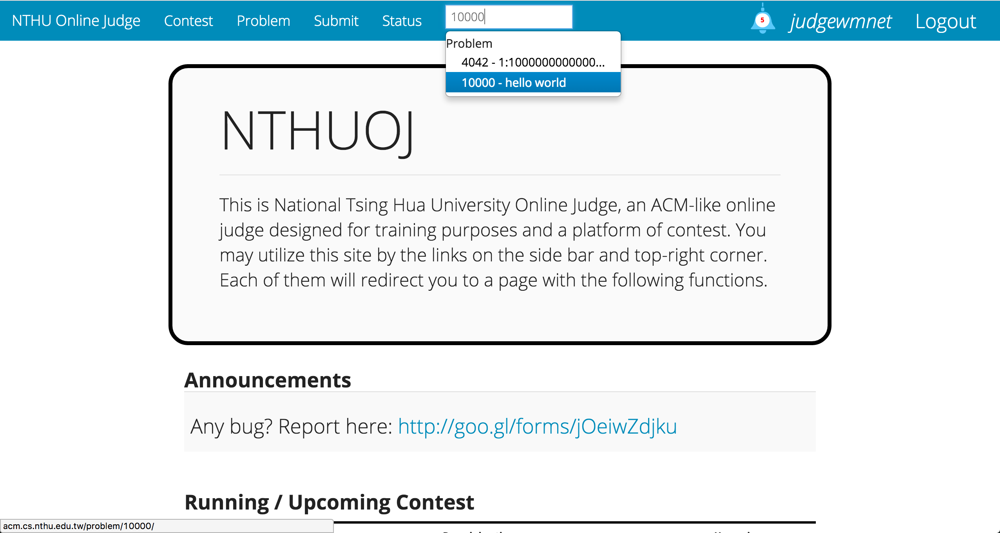 NTHU Online Judge Contest Problem Submit Status 10000 5 judgewmnet Logout
Problem
4042 - 1:1000000000000...
10000 - hello world
NTHUOJ
This is National Tsing Hua University Online Judge, an ACM-like online
judge designed for training purposes and a platform of contest. You
may utilize this site by the links on the side bar and top-right corner.
Each of them will redirect you to a page with the following functions.
Announcements
Any bug? Report here: http://goo.gl/forms/jOeiwZdjku
Running / Upcoming Contest
acm.cs.nthu.edu.tw/problem/10000/